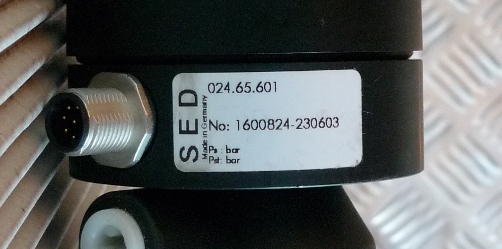 SED
Made in Germany
024.65.601
No: 1600824-230603
Ps: bar
Pst: bar